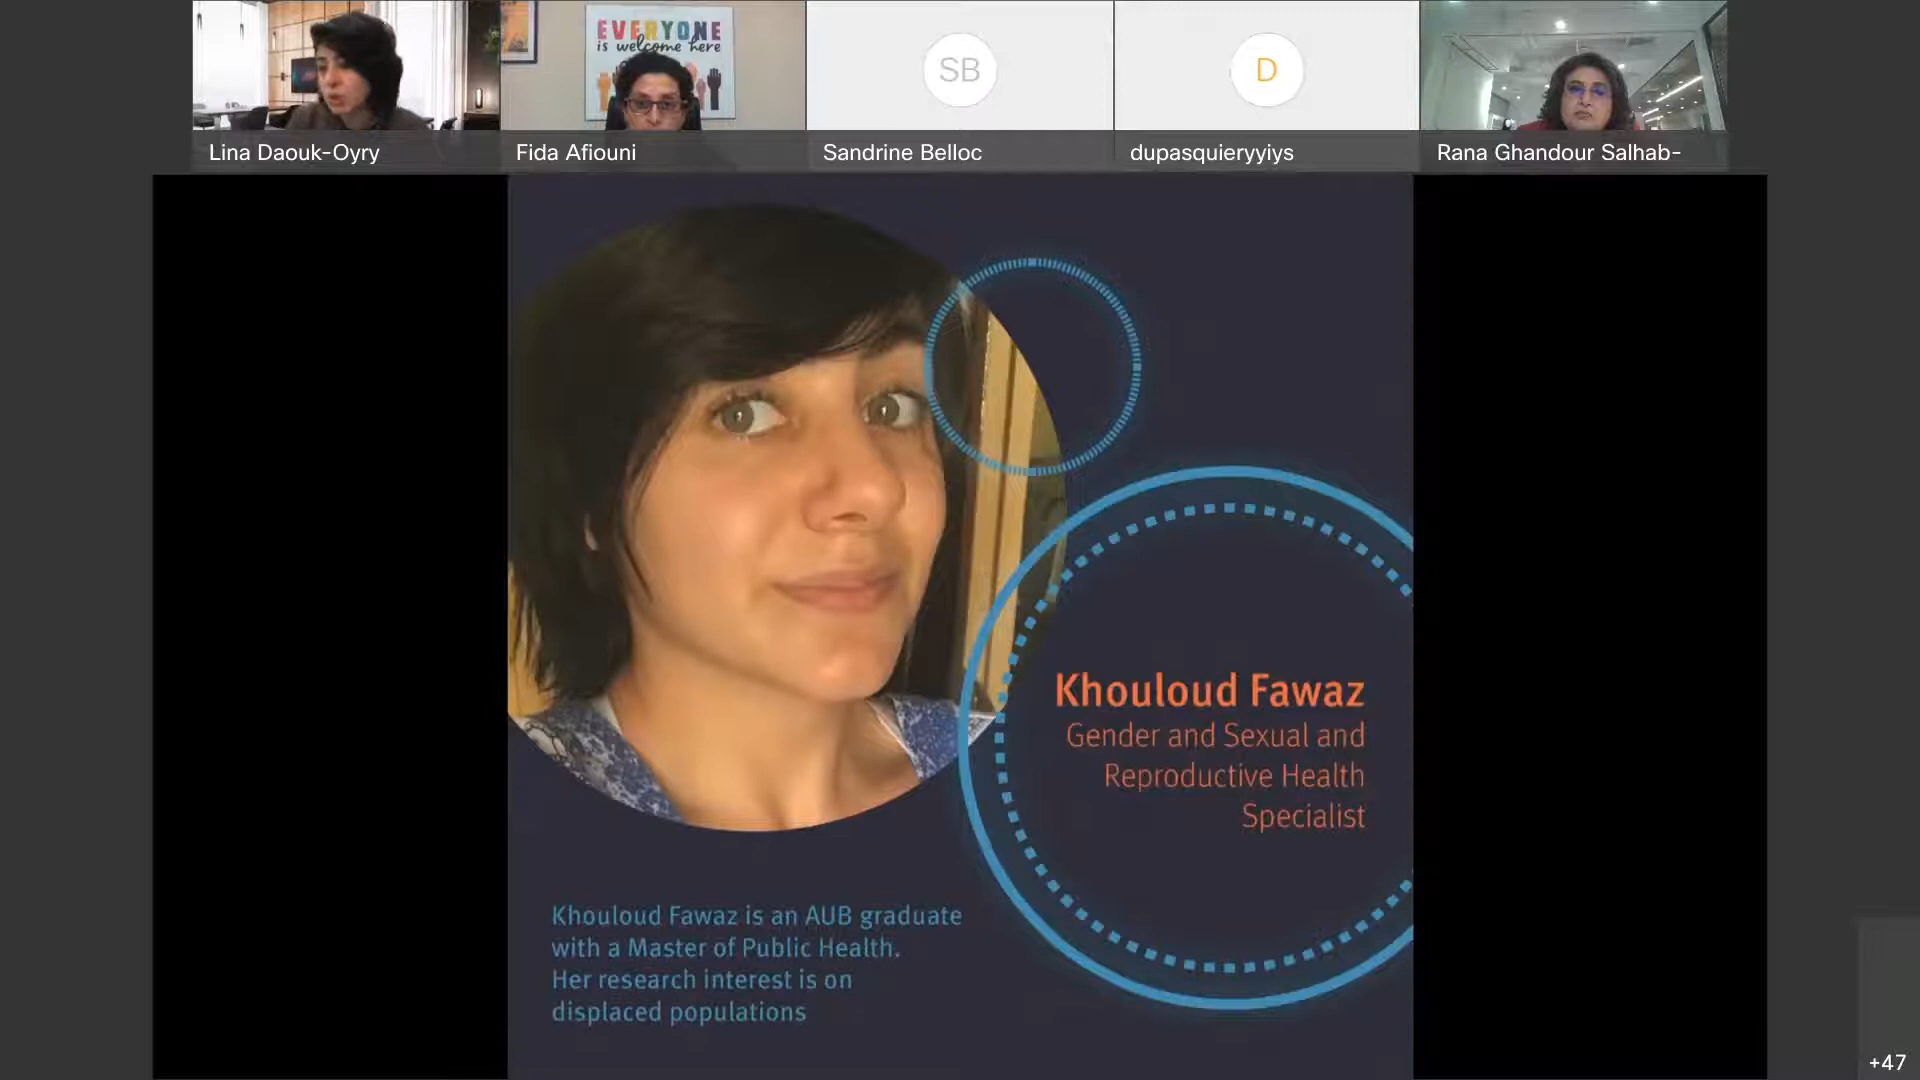 EVERYONE
is welcome here
SB
D
Lina Daouk-Oyry
Fida Afiouni
Sandrine Belloc
dupasquieryyiys
Rana Ghandour Salhab-
Khouloud Fawaz
Gender and Sexual and
Reproductive Health
Specialist
Khouloud Fawaz is an AUB graduate
with a Master of Public Health.
Her research interest is on
displaced populations
+47